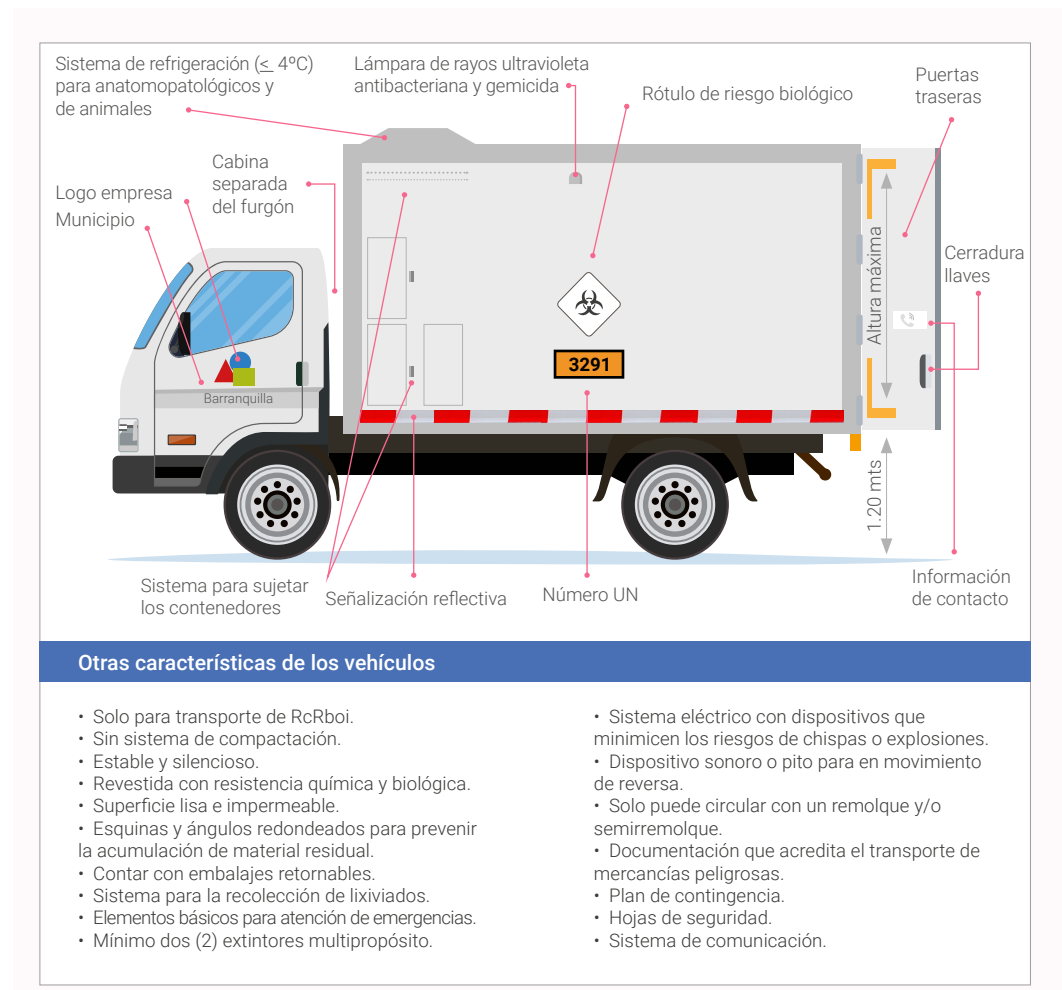 Sistema de refrigeración (≤ 4ºC)
para anatomopatológicos y
de animales
Lámpara de rayos ultravioleta
antibacteriana y gemicida
Rótulo de riesgo biológico
Puertas
traseras
Cabina
separada
del furgón
Logo empresa
Municipio
Cerradura
llaves
Altura máxima
3291
Barranquilla
1.20 mts
Sistema para sujetar
los contenedores
Señalización reflectiva
Número UN
Información
de contacto
Otras características de los vehículos
• Solo para transporte de RcRboi.
• Sin sistema de compactación.
• Estable y silencioso.
• Revestida con resistencia química y biológica.
• Superficie lisa e impermeable.
• Esquinas y ángulos redondeados para prevenir
la acumulación de material residual.
• Contar con embalajes retornables.
• Sistema para la recolección de lixiviados.
• Elementos básicos para atención de emergencias.
• Mínimo dos (2) extintores multipropósito.
• Sistema eléctrico con dispositivos que
minimicen los riesgos de chispas o explosiones.
• Dispositivo sonoro o pito para en movimiento
de reversa.
• Solo puede circular con un remolque y/o
semirremolque.
• Documentación que acredita el transporte de
mercancías peligrosas.
• Plan de contingencia.
• Hojas de seguridad.
• Sistema de comunicación.